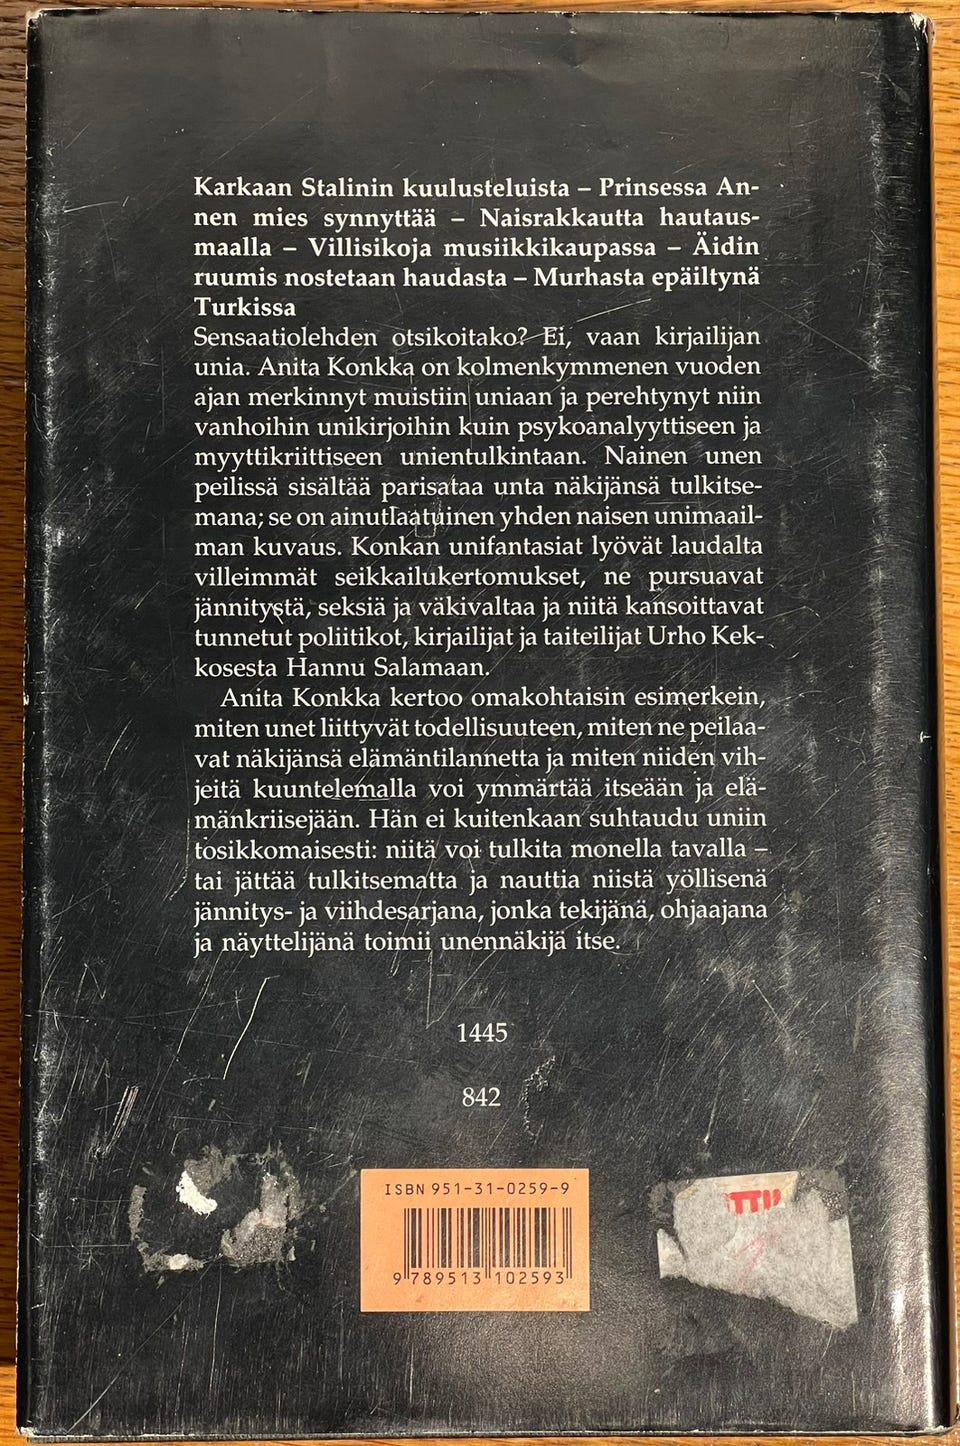 Karkaan Stalinin kuulusteluista – Prinsessa An-
nen mies synnyttää – Naisrakkautta hautaus-
maalla – Villisikoja musiikkikaupassa – Äidin
ruumis nostetaan haudasta – Murhasta epäiltynä
Turkissa
Sensaatiolehden otsikoitako? Ei, vaan kirjailijan
unia. Anita Konkka on kolmenkymmenen vuoden
ajan merkinnyt muistiin uniaan ja perehtynyt niin
vanhoihin unikirjoihin kuin psykoanalyyttiseen ja
myyttikriittiseen unientulkintaan. Nainen unen
peilissä sisältää parisataa unta näkijänsä tulkitse-
mana; se on ainutlaatuinen yhden naisen unimaail-
man kuvaus. Konkan unifantasiat lyövät laudalta
villeimmät seikkailukertomukset, ne pursuavat
jännitystä, seksiä ja väkivaltaa ja niitä kansoittavat
tunnetut poliitikot, kirjailijat ja taiteilijat Urho Kek-
kosesta Hannu Salamaan.
Anita Konkka kertoo omakohtaisin esimerkein,
miten unet liittyvät todellisuuteen, miten ne peilaa-
vat näkijänsä elämäntilannetta ja miten niiden vih-
jeitä kuuntelemalla voi ymmärtää itseään ja elä-
mänkriisejään. Hän ei kuitenkaan suhtaudu uniin
tosikkomaisesti: niitä voi tulkita monella tavalla –
tai jättää tulkitsematta ja nauttia niistä yöllisenä
jännitys- ja viihdesarjana, jonka tekijänä, ohjaajana
ja näyttelijänä toimii unennäkijä itse.
1445
842
ISBN 951-31-0259-9
9 789513 102593